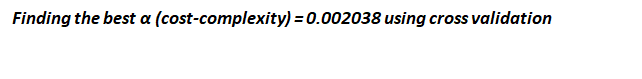 Finding the best α (cost-complexity) = 0.002038 using cross validation